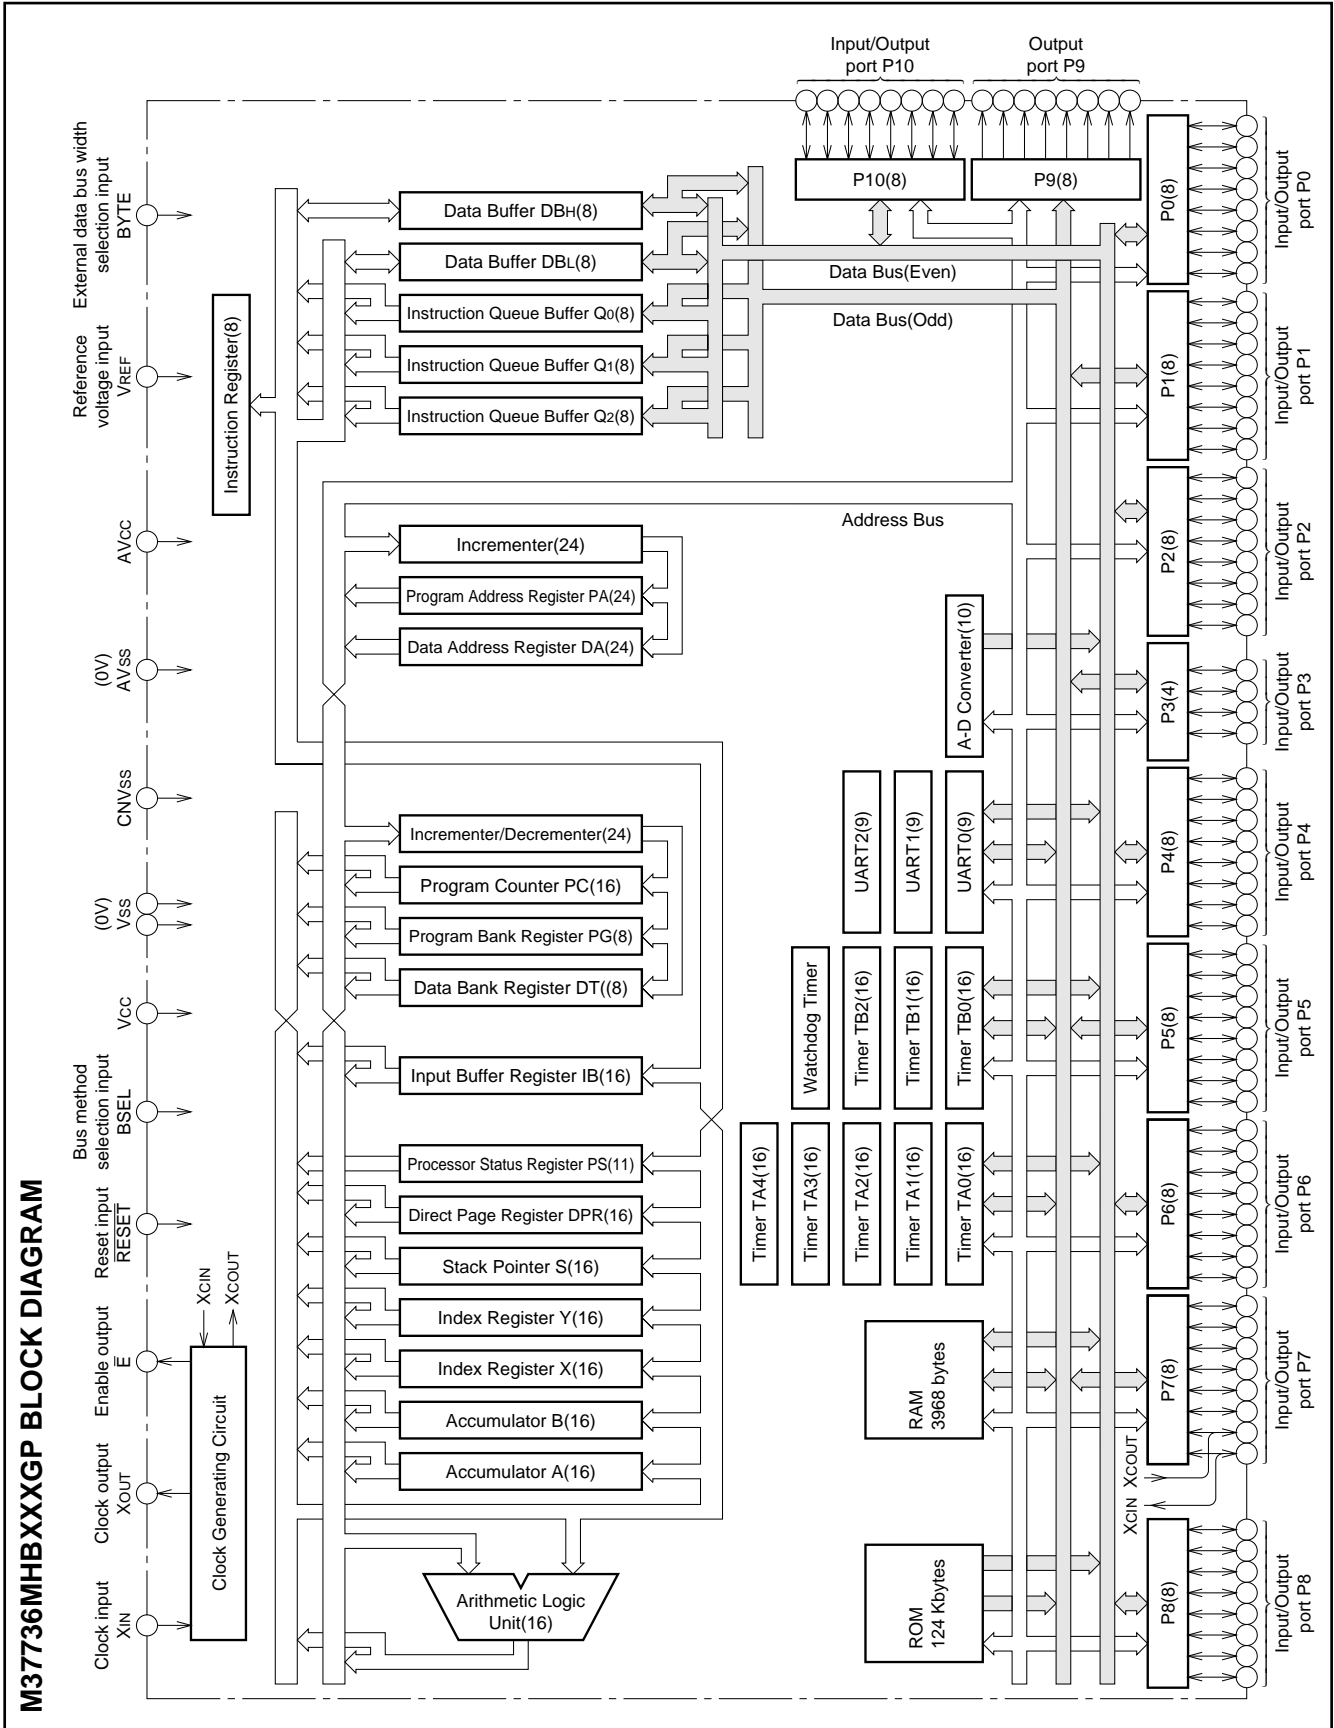 M37736MHBXXXGP BLOCK DIAGRAM
Clock input
XIN
Clock output
XOUT
Enable output
E
Reset input
RESET
Bus method
selection input
BSEL
VCC
(0V)
VSS
CNVSS
(0V)
AVSS
AVCC
Reference
voltage input
VREF
External data bus width
selection input
BYTE
Clock Generating Circuit
XCIN
XCOUT
Instruction Register(8)
Arithmetic Logic
Unit(16)
Accumulator A(16)
Accumulator B(16)
Index Register X(16)
Index Register Y(16)
Stack Pointer S(16)
Direct Page Register DPR(16)
Processor Status Register PS(11)
Input Buffer Register IB(16)
Data Bank Register DT((8)
Program Bank Register PG(8)
Program Counter PC(16)
Incrementer/Decrementer(24)
Data Address Register DA(24)
Program Address Register PA(24)
Incrementer(24)
Instruction Queue Buffer Q2(8)
Instruction Queue Buffer Q1(8)
Instruction Queue Buffer Q0(8)
Data Buffer DBL(8)
Data Buffer DBH(8)
Address Bus
Data Bus(Odd)
Data Bus(Even)
ROM
124 Kbytes
RAM
3968 bytes
Timer TA4(16)
Timer TA3(16)
Timer TA2(16)
Timer TA1(16)
Timer TA0(16)
Watchdog Timer
Timer TB2(16)
Timer TB1(16)
Timer TB0(16)
UART2(9)
UART1(9)
UART0(9)
A-D Converter(10)
P10(8)
Input/Output
port P10
P9(8)
Output
port P9
P8(8)
XCIN
XCOUT
P7(8)
P6(8)
P5(8)
P4(8)
P3(4)
P2(8)
P1(8)
P0(8)
Input/Output
port P8
Input/Output
port P7
Input/Output
port P6
Input/Output
port P5
Input/Output
port P4
Input/Output
port P3
Input/Output
port P2
Input/Output
port P1
Input/Output
port P0